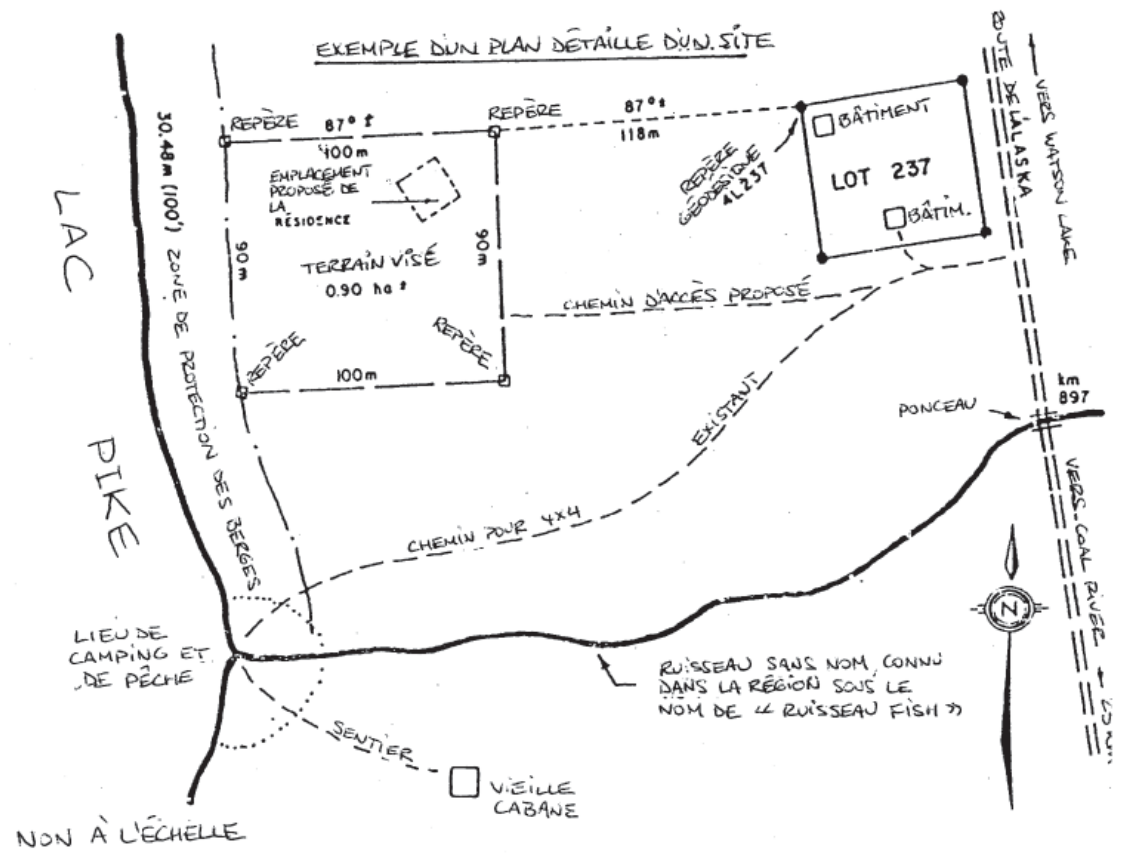 EXEMPLE D'UN PLAN DÉTAILLE D'UN SITE
LAC PIKE
30.48m (100') ZONE DE PROTECTION DES BERGES
REPÈRE
87° ±
100m
REPÈRE
87° ±
118m
EMPLACEMENT
PROPOSÉ DE
LA
RÉSIDENCE
90m
90m
TERRAIN VISÉ
0.90 ha ±
REPÈRE
REPÈRE
100m
REPÈRE
GÉODÉSIQUE
4L237
BÂTIMENT
LOT 237
BÂTIM.
ROUTE DE L'ALASKA
VERS WATSON LAKE
CHEMIN D'ACCÈS PROPOSÉ
EXISTANT
CHEMIN POUR 4x4
PONCEAU
km
897
VERS COAL RIVER
N
LIEU DE
CAMPING ET
DE PÊCHE
RUISSEAU SANS NOM, CONNU
DANS LA RÉGION SOUS LE
NOM DE « RUISSEAU FISH »
SENTIER
VIEILLE
CABANE
NON À L'ÉCHELLE